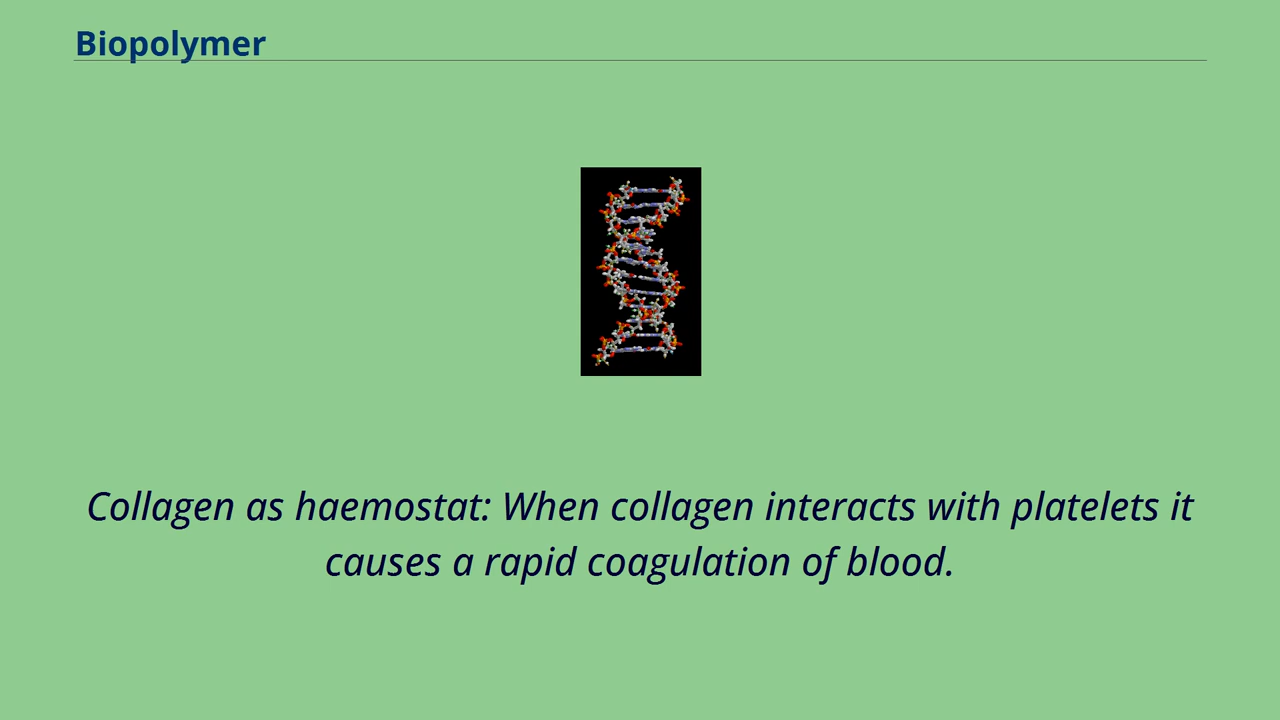 Biopolymer
Collagen as haemostat: When collagen interacts with platelets it
causes a rapid coagulation of blood.